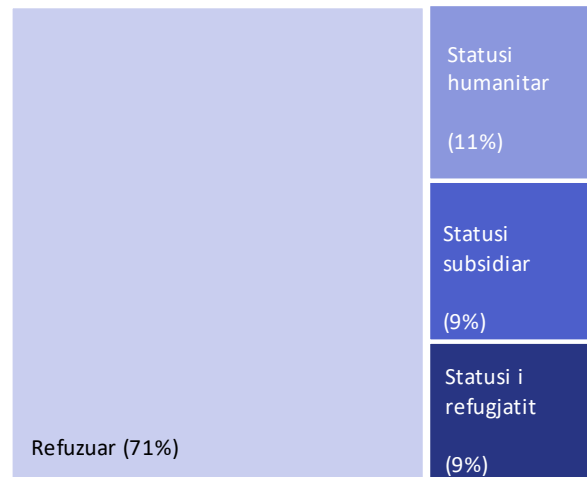 Refuzuar (71%)
Statusi
humanitar
(11%)
Statusi
subsidiar
(9%)
Statusi i
refugjatit
(9%)